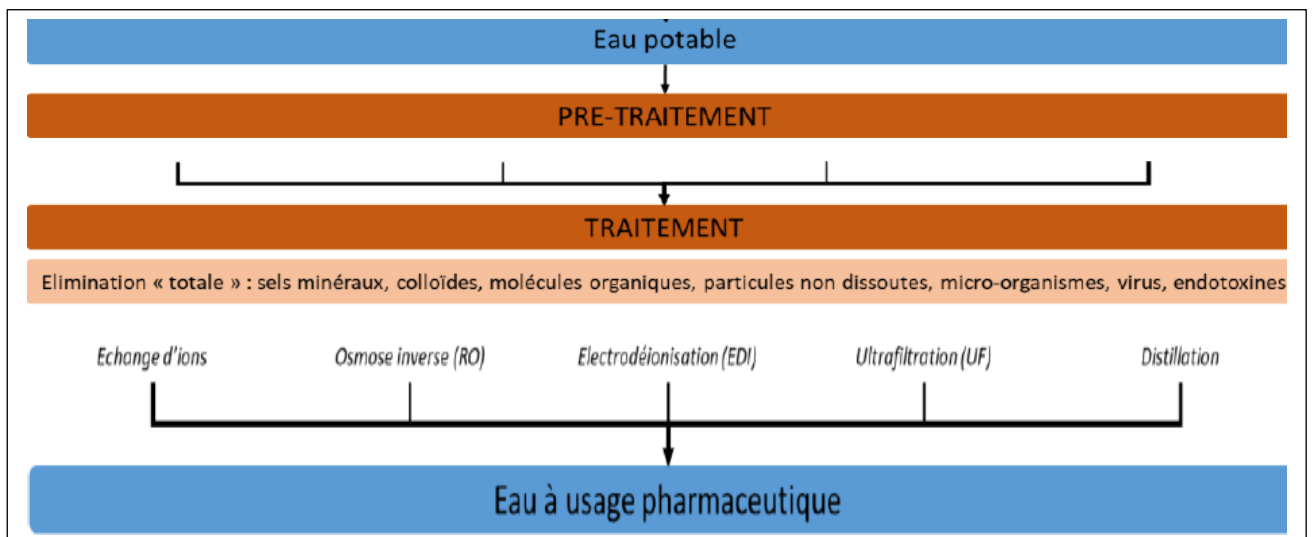 Eau potable
PRE-TRAITEMENT
TRAITEMENT
Elimination « totale » : sels minéraux, colloïdes, molécules organiques, particules non dissoutes, micro-organismes, virus, endotoxines
Echange d'ions Osmose inverse (RO) Electrodéionisation (EDI) Ultrafiltration (UF) Distillation
Eau à usage pharmaceutique